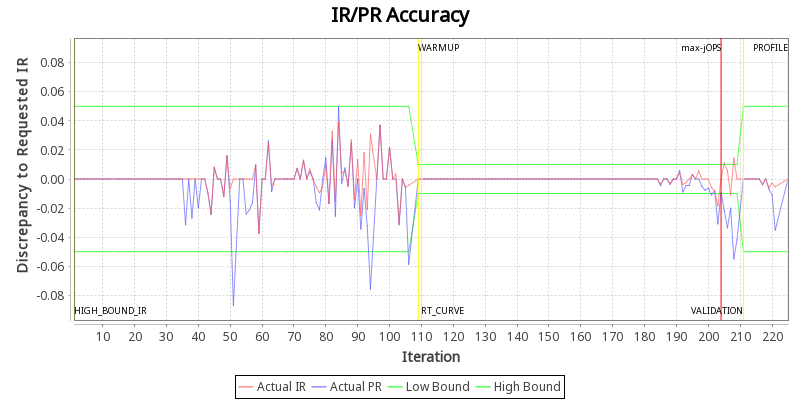 IR/PR Accuracy
Discrepancy to Requested IR
0.08
0.06
0.04
0.02
0.00
-0.02
-0.04
-0.06
-0.08
WARMUP
max-jOPS
PROFILE
HIGH_BOUND_IR
RT_CURVE
VALIDATION
10 20 30 40 50 60 70 80 90 100 110 120 130 140 150 160 170 180 190 200 210 220
Iteration
Actual IR Actual PR Low Bound High Bound